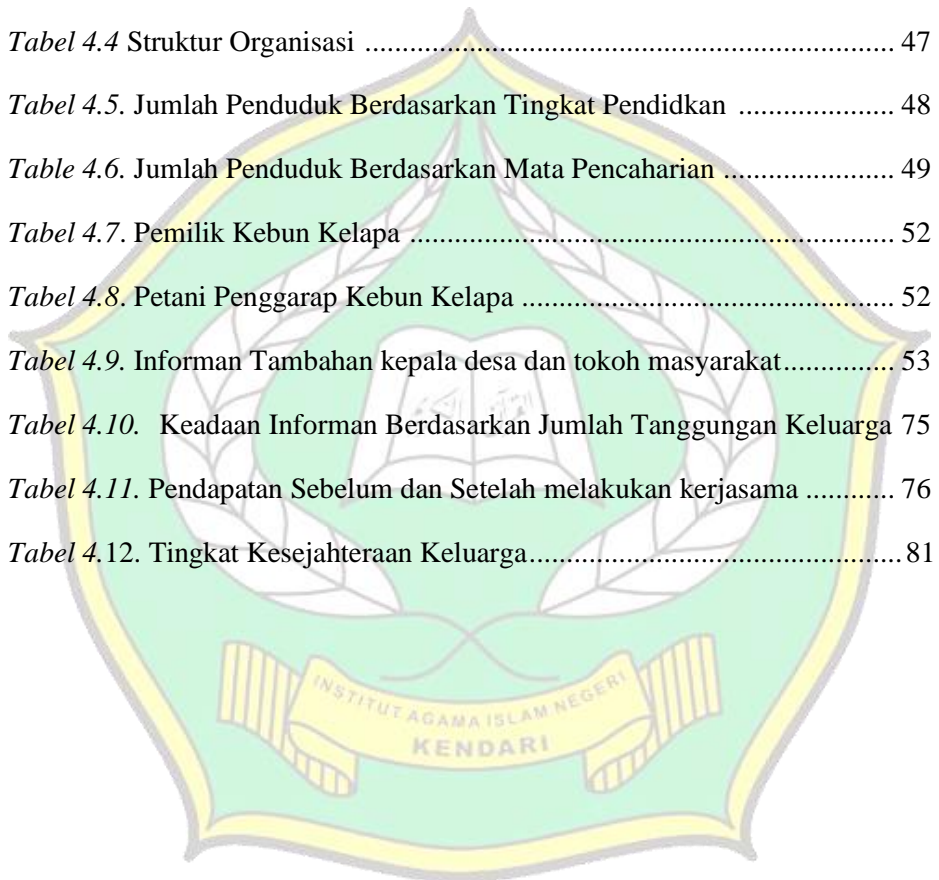 Tabel 4.4 Struktur Organisasi ................................................................................ 47
Tabel 4.5. Jumlah Penduduk Berdasarkan Tingkat Pendidkan ................... 48
Table 4.6. Jumlah Penduduk Berdasarkan Mata Pencaharian ...................... 49
Tabel 4.7. Pemilik Kebun Kelapa ......................................................................... 52
Tabel 4.8. Petani Penggarap Kebun Kelapa ........................................................ 52
Tabel 4.9. Informan Tambahan kepala desa dan tokoh masyarakat................. 53
Tabel 4.10. Keadaan Informan Berdasarkan Jumlah Tanggungan Keluarga 75
Tabel 4.11. Pendapatan Sebelum dan Setelah melakukan kerjasama ............ 76
Tabel 4.12. Tingkat Kesejahteraan Keluarga........................................................ 81
INSTITUT AGAMA ISLAM NEGERI
KENDARI